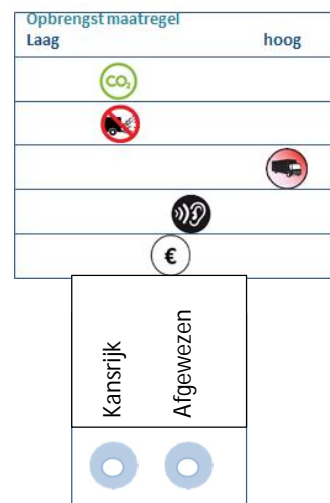 Opbrengst maatregel
Laag hoog
CO₂
€
Kansrijk
Afgewezen